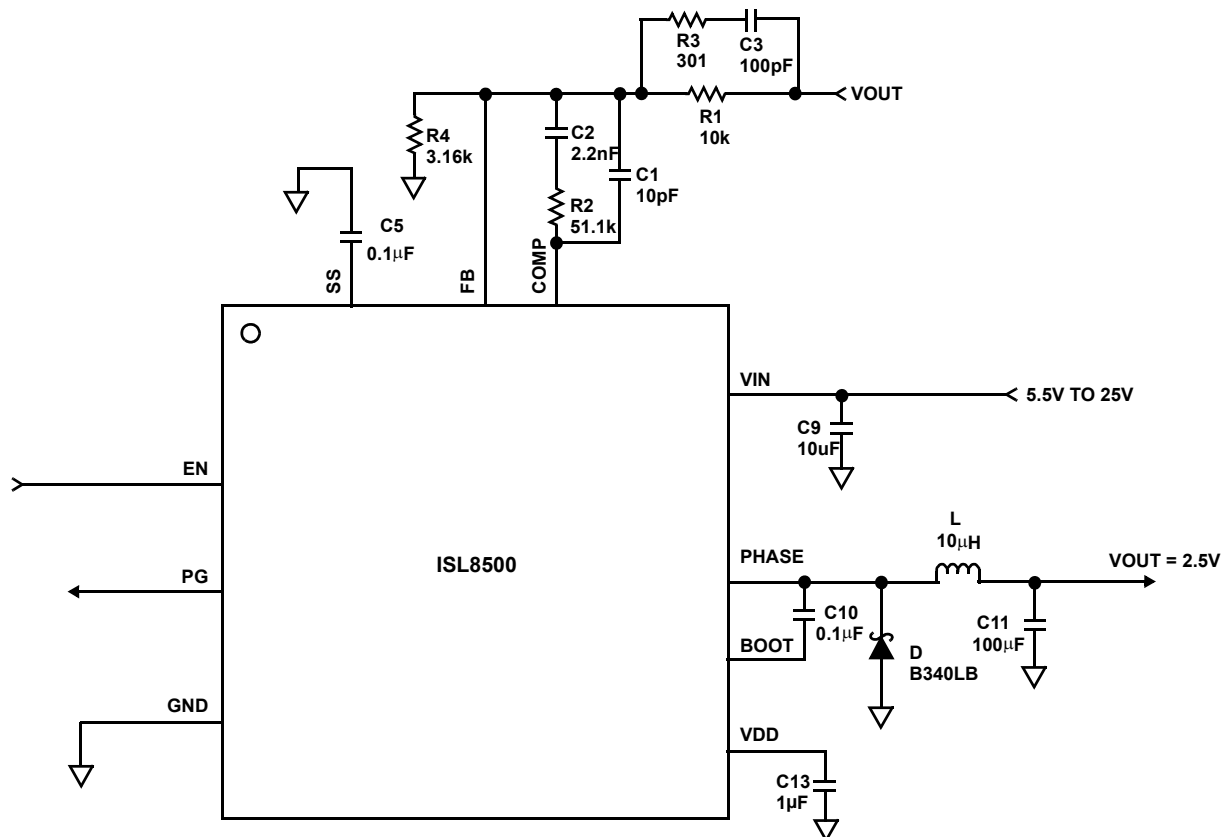 R3
301
C3
100pF
VOUT
R1
10k
R4
3.16k
C2
2.2nF
C1
10pF
R2
51.1k
C5
0.1μF
SS
FB
COMP
VIN
5.5V TO 25V
C9
10uF
EN
ISL8500
L
10μH
PHASE
VOUT = 2.5V
PG
C10
0.1μF
C11
100μF
BOOT
D
B340LB
GND
VDD
C13
1µF